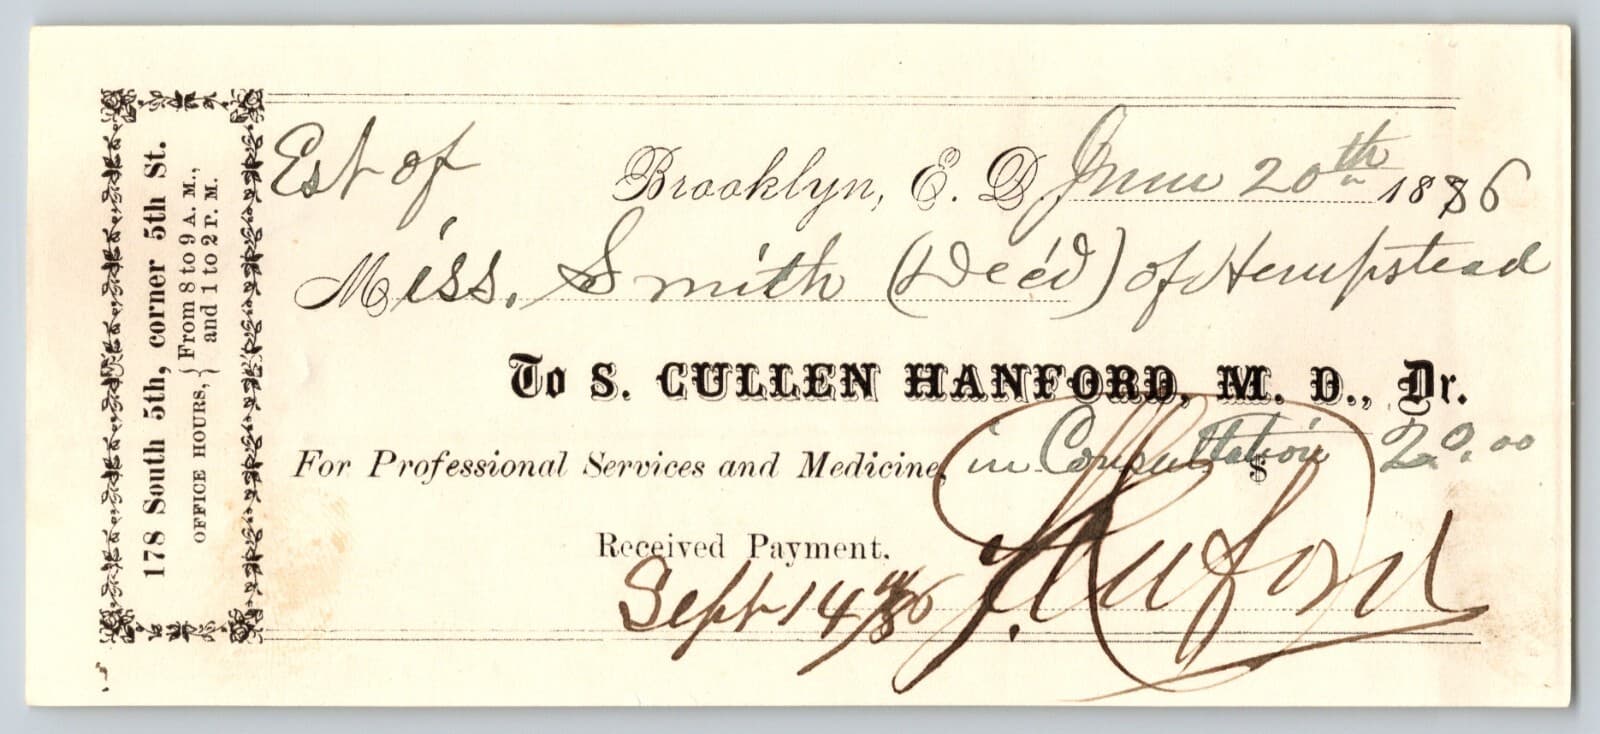 178 South 5th, corner 5th St.
OFFICE HOURS, { From 8 to 9 A. M., and 1 to 2 P. M. }
Est of
Brooklyn, E. D. June 20th 1886
Miss. Smith (Dec'd) of Hempstead
To S. CULLEN HANFORD, M. D., Dr.
For Professional Services and Medicine, in Consultation $ 20.00
Received Payment.
Sept 14th/86 Hanford